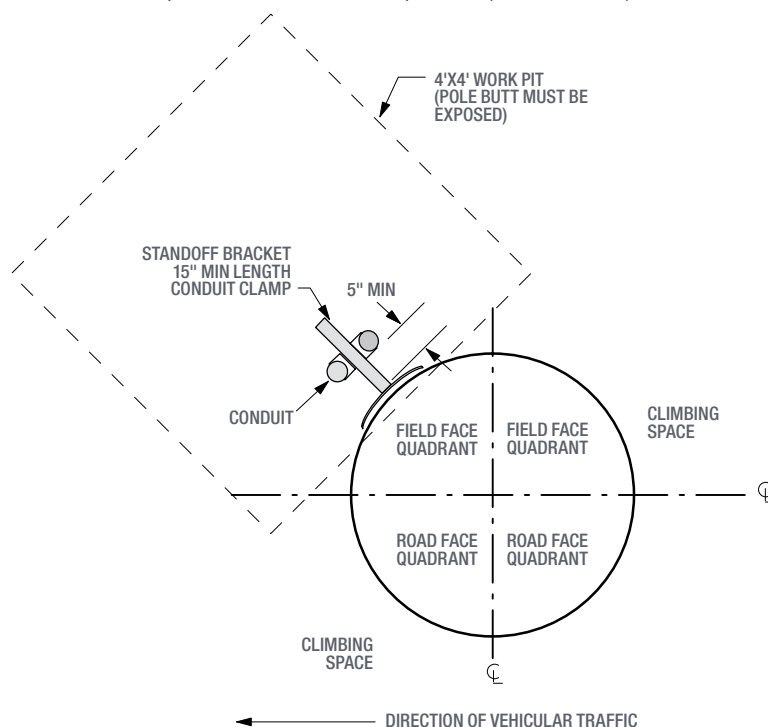 4'X4' WORK PIT
(POLE BUTT MUST BE
EXPOSED)
STANDOFF BRACKET
15" MIN LENGTH
CONDUIT CLAMP
5" MIN
CONDUIT
FIELD FACE
QUADRANT
FIELD FACE
QUADRANT
CLIMBING
SPACE
ROAD FACE
QUADRANT
ROAD FACE
QUADRANT
CLIMBING
SPACE
DIRECTION OF VEHICULAR TRAFFIC